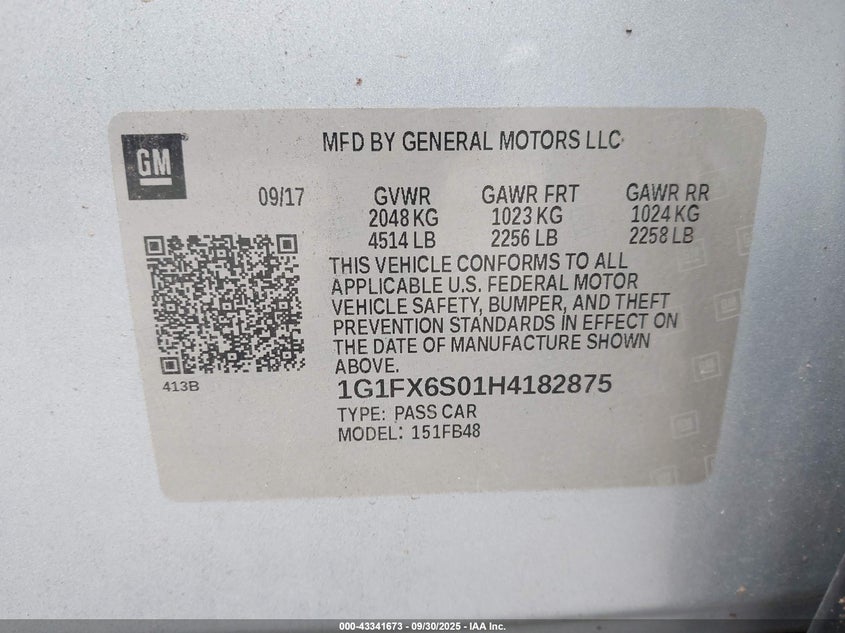 GM
MFD BY GENERAL MOTORS LLC
09/17
GVWR GAWR FRT GAWR RR
2048 KG 1023 KG 1024 KG
4514 LB 2256 LB 2258 LB
THIS VEHICLE CONFORMS TO ALL
APPLICABLE U.S. FEDERAL MOTOR
VEHICLE SAFETY, BUMPER, AND THEFT
PREVENTION STANDARDS IN EFFECT ON
THE DATE OF MANUFACTURE SHOWN
ABOVE.
413B
1G1FX6S01H4182875
TYPE: PASS CAR
MODEL: 151FB48
000-43341673 - 09/30/2025 - IAA Inc.